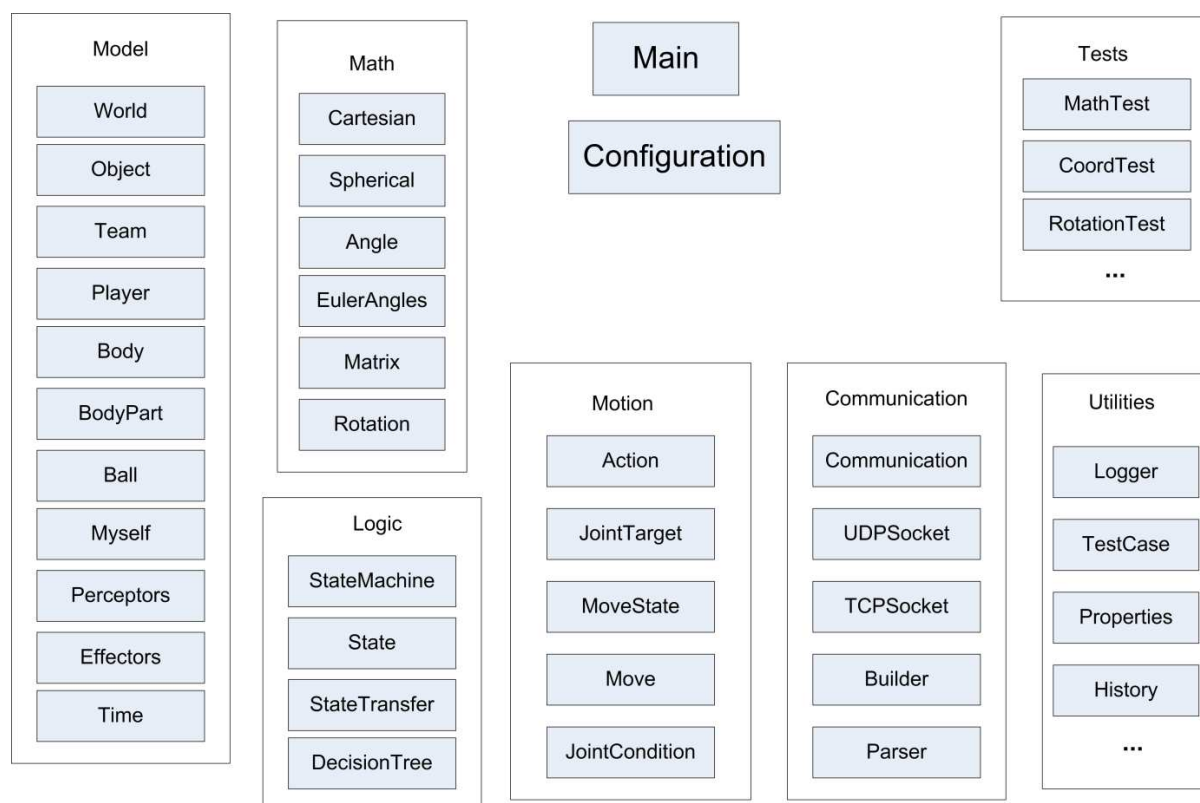 Model
World
Object
Team
Player
Body
BodyPart
Ball
Myself
Perceptors
Effectors
Time
Math
Cartesian
Spherical
Angle
EulerAngles
Matrix
Rotation
Logic
StateMachine
State
StateTransfer
DecisionTree
Main
Configuration
Motion
Action
JointTarget
MoveState
Move
JointCondition
Communication
Communication
UDPSocket
TCPSocket
Builder
Parser
Tests
MathTest
CoordTest
RotationTest
...
Utilities
Logger
TestCase
Properties
History
...